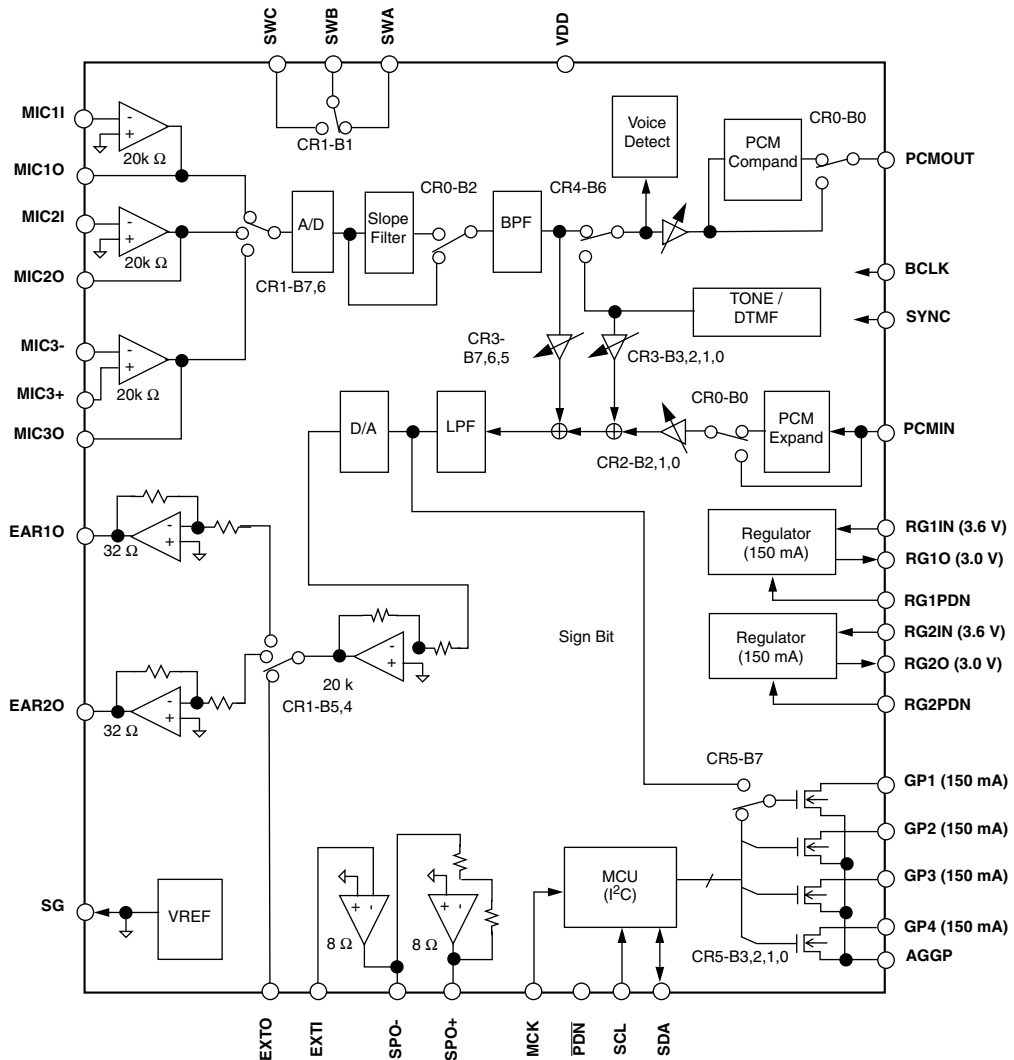 SWC
SWB
SWA
VDD
MIC1I
20k Ω
MIC1O
MIC2I
20k Ω
MIC2O
MIC3-
MIC3+
20k Ω
MIC3O
CR1-B1
CR1-B7,6
A/D
Slope
Filter
CR0-B2
BPF
CR4-B6
Voice
Detect
PCM
Compand
CR0-B0
PCMOUT
BCLK
SYNC
TONE /
DTMF
CR3-
B7,6,5
CR3-B3,2,1,0
D/A
LPF
CR2-B2,1,0
CR0-B0
PCM
Expand
PCMIN
EAR1O
32 Ω
EAR2O
32 Ω
CR1-B5,4
20 k
Sign Bit
Regulator
(150 mA)
RG1IN (3.6 V)
RG1O (3.0 V)
RG1PDN
Regulator
(150 mA)
RG2IN (3.6 V)
RG2O (3.0 V)
RG2PDN
CR5-B7
GP1 (150 mA)
GP2 (150 mA)
GP3 (150 mA)
GP4 (150 mA)
AGGP
CR5-B3,2,1,0
MCU
(I²C)
SG
VREF
8 Ω
8 Ω
EXTO
EXTI
SPO-
SPO+
MCK
PDN
SCL
SDA